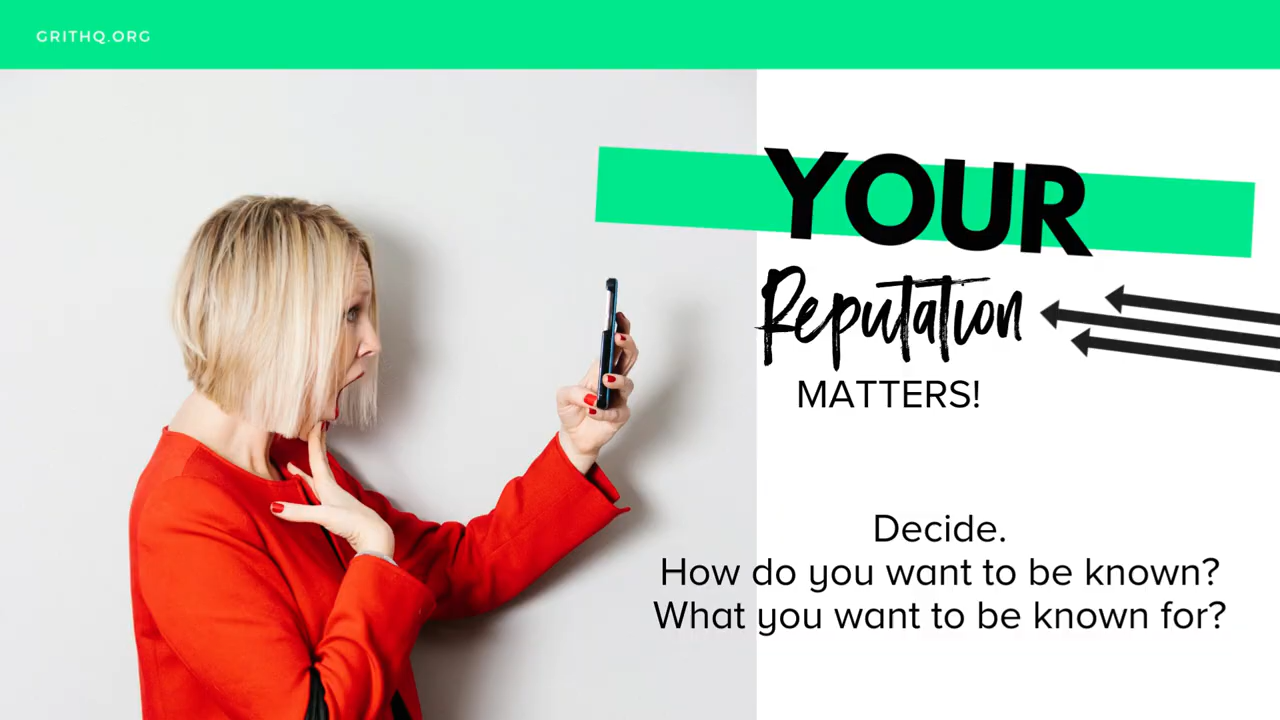 GRITHQ.ORG
YOUR
Reputation
MATTERS!
Decide.
How do you want to be known?
What you want to be known for?